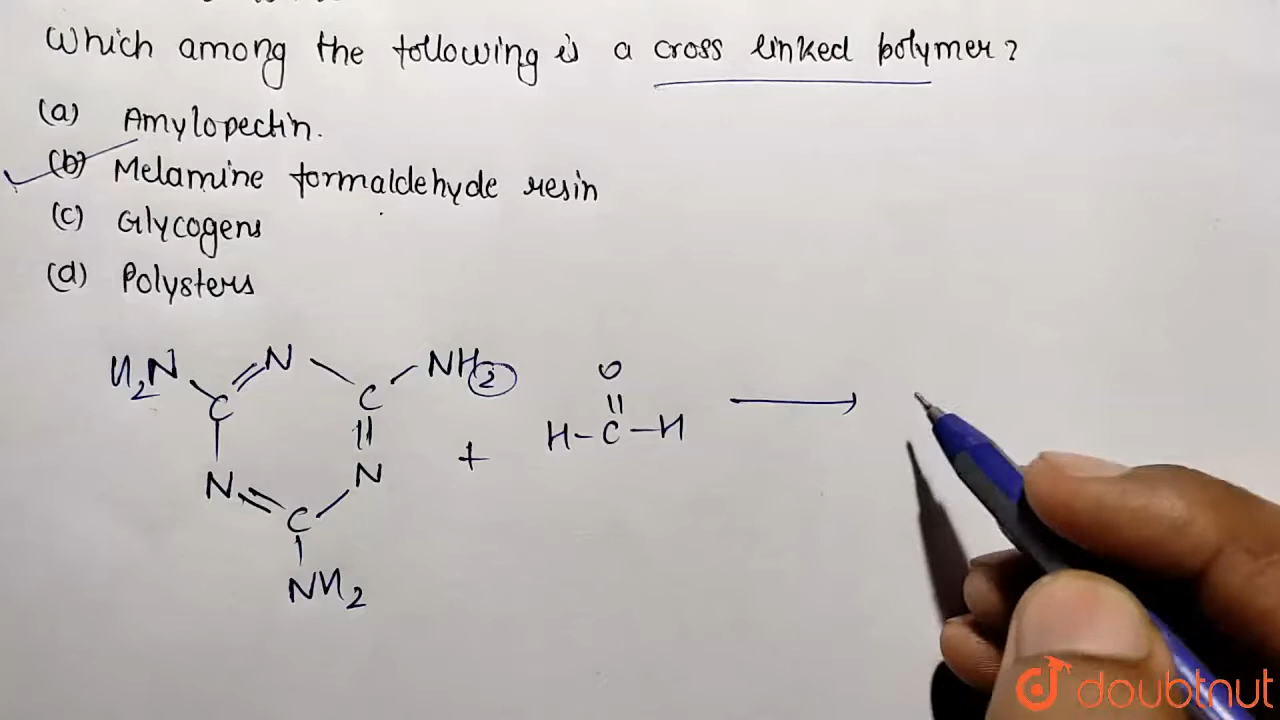 Which among the following is a cross linked polymer?
(a) Amylopectin.
(b) Melamine formaldehyde resin
(c) Glycogens
(d) Polysters
H2N N NH2 O
C C
H-C-H
N N +
C
NH2
doubtnut